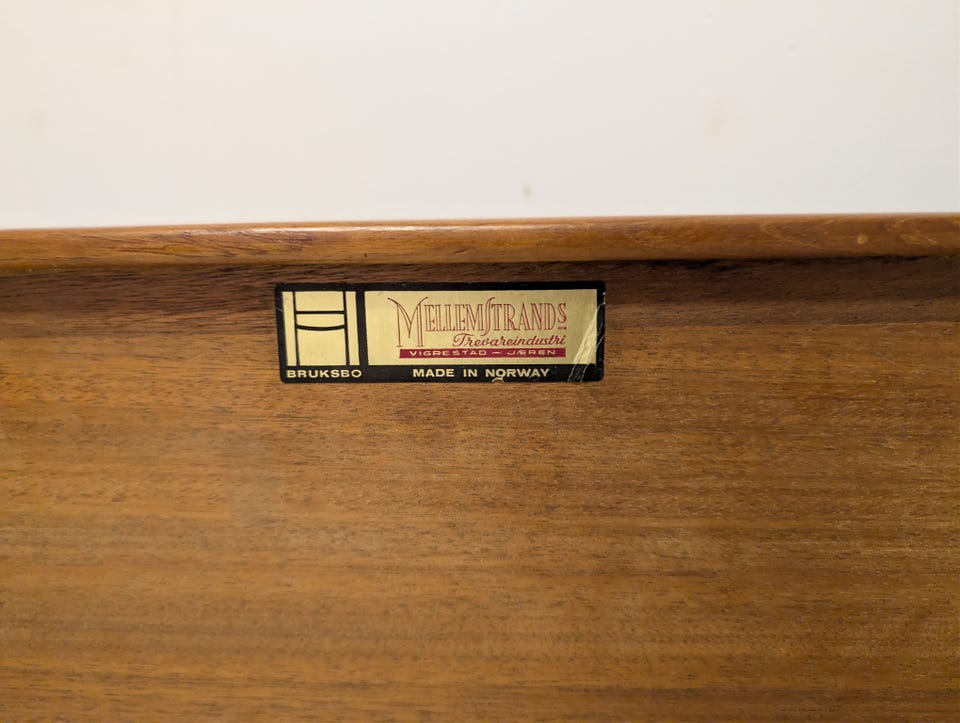 MELLEMSTRANDS
Trevareindustri
VIGRESTAD - JÆREN
BRUKSBO
MADE IN NORWAY